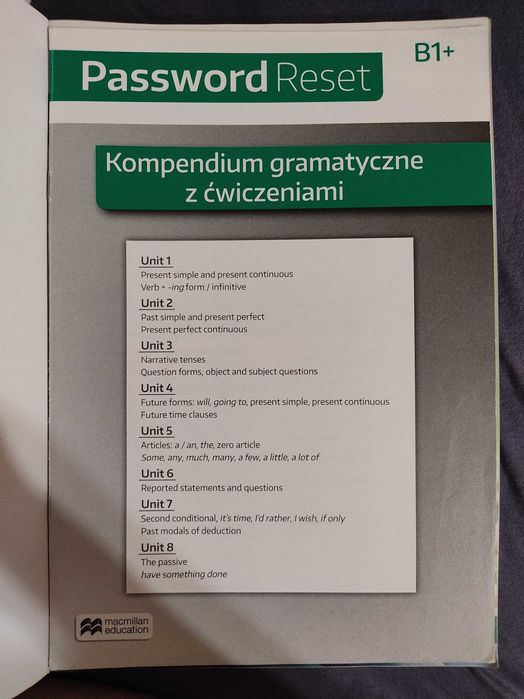 B1+
Password Reset
Kompendium gramatyczne
z ćwiczeniami
Unit 1
Present simple and present continuous
Verb + -ing form / infinitive
Unit 2
Past simple and present perfect
Present perfect continuous
Unit 3
Narrative tenses
Question forms, object and subject questions
Unit 4
Future forms: will, going to, present simple, present continuous
Future time clauses
Unit 5
Articles: a / an, the, zero article
Some, any, much, many, a few, a little, a lot of
Unit 6
Reported statements and questions
Unit 7
Second conditional, it's time, I'd rather, I wish, if only
Past modals of deduction
Unit 8
The passive
have something done
macmillan
education